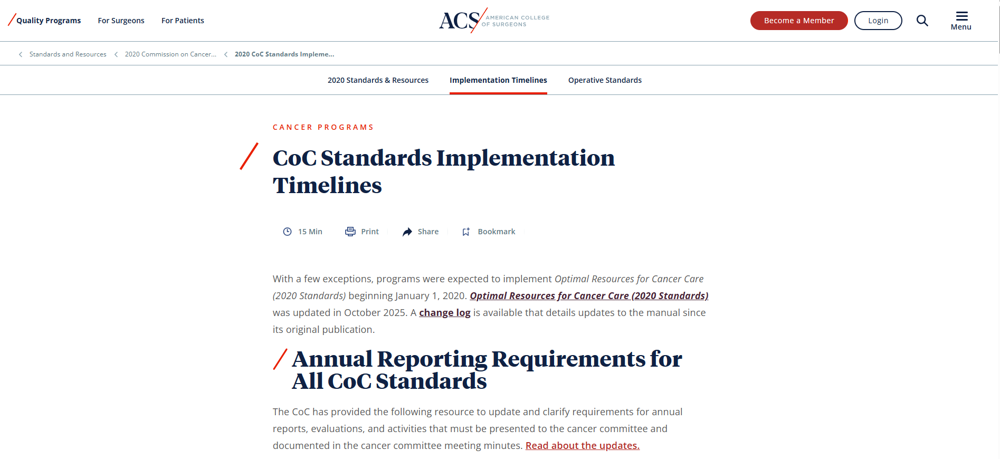 Quality Programs
For Surgeons
For Patients
ACS
AMERICAN COLLEGE
OF SURGEONS
Become a Member
Login
Menu
Standards and Resources
2020 Commission on Cancer...
2020 CoC Standards Impleme...
2020 Standards & Resources
Implementation Timelines
Operative Standards
CANCER PROGRAMS
CoC Standards Implementation
Timelines
15 Min
Print
Share
Bookmark
With a few exceptions, programs were expected to implement Optimal Resources for Cancer Care
(2020 Standards) beginning January 1, 2020. Optimal Resources for Cancer Care (2020 Standards)
was updated in October 2025. A change log is available that details updates to the manual since
its original publication.
Annual Reporting Requirements for
All CoC Standards
The CoC has provided the following resource to update and clarify requirements for annual
reports, evaluations, and activities that must be presented to the cancer committee and
documented in the cancer committee meeting minutes. Read about the updates.